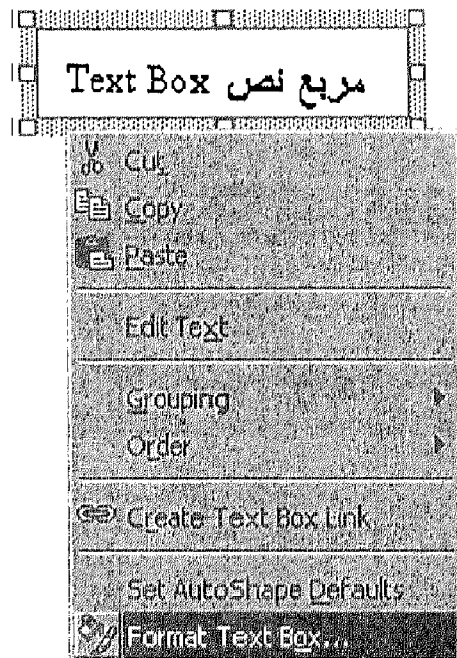 Text Box مربع نص
Cut
Copy
Paste
Edit Text
Grouping
Order
Create Text Box Link
Set AutoShape Defaults
Format Text Box...